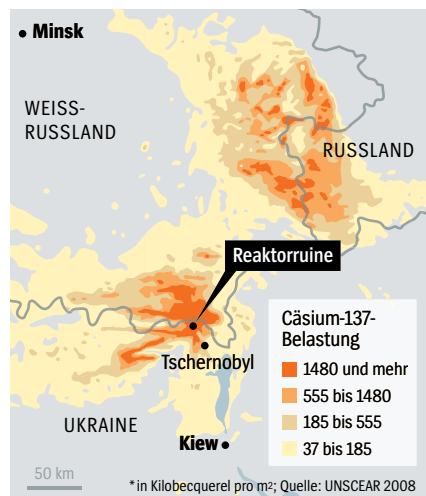 Minsk
WEISS-
RUSSLAND
RUSSLAND
Reaktorruine
Tschernobyl
UKRAINE
Kiew
Cäsium-137-
Belastung
1480 und mehr
555 bis 1480
185 bis 555
37 bis 185
50 km
*in Kilobecquerel pro m²; Quelle: UNSCEAR 2008